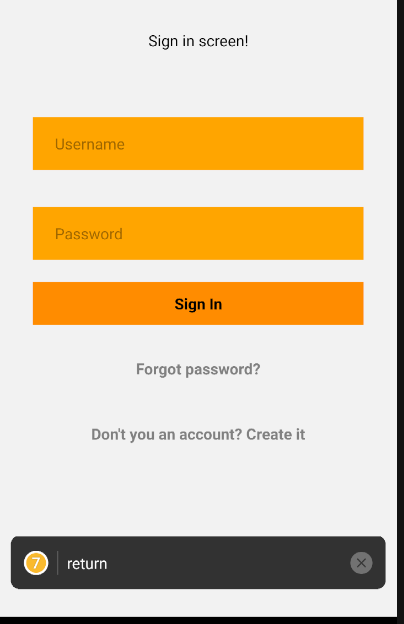 Sign in screen!
Username
Password
Sign In
Forgot password?
Don't you an account? Create it
7 return